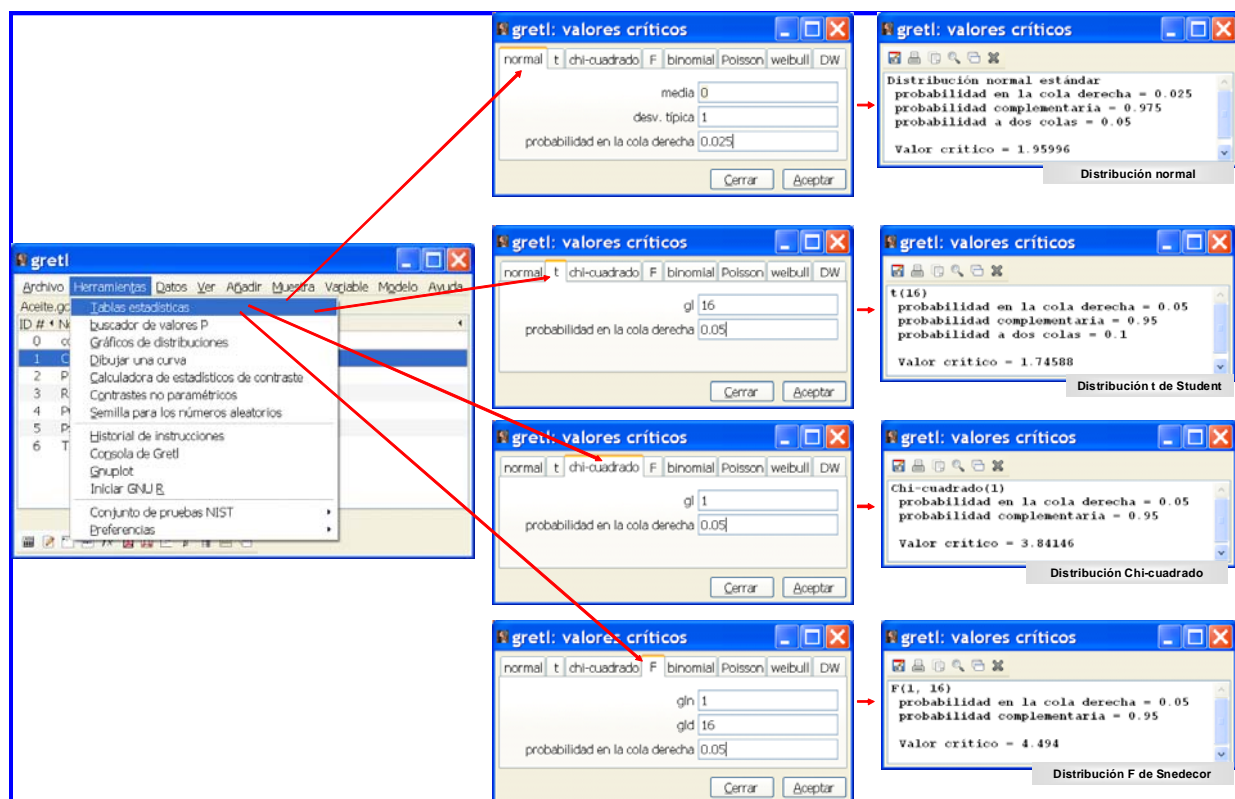 gretl: valores críticos
normal t chi-cuadrado F binomial Poisson weibull DW
media 0
desv. típica 1
probabilidad en la cola derecha 0.025
Cerrar Aceptar
gretl: valores críticos
Distribución normal estándar
probabilidad en la cola derecha = 0.025
probabilidad complementaria = 0.975
probabilidad a dos colas = 0.05
Valor crítico = 1.95996
Distribución normal
gretl
Archivo Herramientas Datos Ver Añadir Muestra Variable Modelo Ayuda
Aceite.gd
ID #
0
1
2
3
4
5
6
Tablas estadísticas
buscador de valores P
Gráficos de distribuciones
Dibujar una curva
Calculadora de estadísticos de contraste
Contrastes no paramétricos
Semilla para los números aleatorios
Historial de instrucciones
Consola de Gretl
Gnuplot
Iniciar GNU R
Conjunto de pruebas NIST
Preferencias
gretl: valores críticos
normal t chi-cuadrado F binomial Poisson weibull DW
gl 16
probabilidad en la cola derecha 0.05
Cerrar Aceptar
gretl: valores críticos
t(16)
probabilidad en la cola derecha = 0.05
probabilidad complementaria = 0.95
probabilidad a dos colas = 0.1
Valor crítico = 1.74588
Distribución t de Student
gretl: valores críticos
normal t chi-cuadrado F binomial Poisson weibull DW
gl 1
probabilidad en la cola derecha 0.05
Cerrar Aceptar
gretl: valores críticos
Chi-cuadrado(1)
probabilidad en la cola derecha = 0.05
probabilidad complementaria = 0.95
Valor crítico = 3.84146
Distribución Chi-cuadrado
gretl: valores críticos
normal t chi-cuadrado F binomial Poisson weibull DW
gln 1
gld 16
probabilidad en la cola derecha 0.05
Cerrar Aceptar
gretl: valores críticos
F(1, 16)
probabilidad en la cola derecha = 0.05
probabilidad complementaria = 0.95
Valor crítico = 4.494
Distribución F de Snedecor